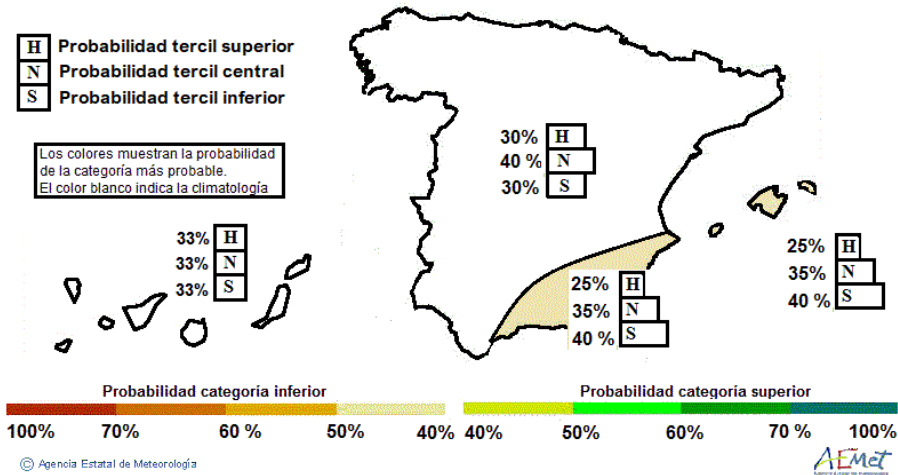 H Probabilidad tercil superior
N Probabilidad tercil central
S Probabilidad tercil inferior
Los colores muestran la probabilidad
de la categoría más probable.
El color blanco indica la climatología
30% H
40 % N
30% S
33% H
33% N
33% S
25% H
35% N
40 % S
25% H
35% N
40 % S
Probabilidad categoría inferior
100% 70% 60 % 50% 40%
Probabilidad categoría superior
40% 50% 60% 70 % 100%
© Agencia Estatal de Meteorología
AEMet